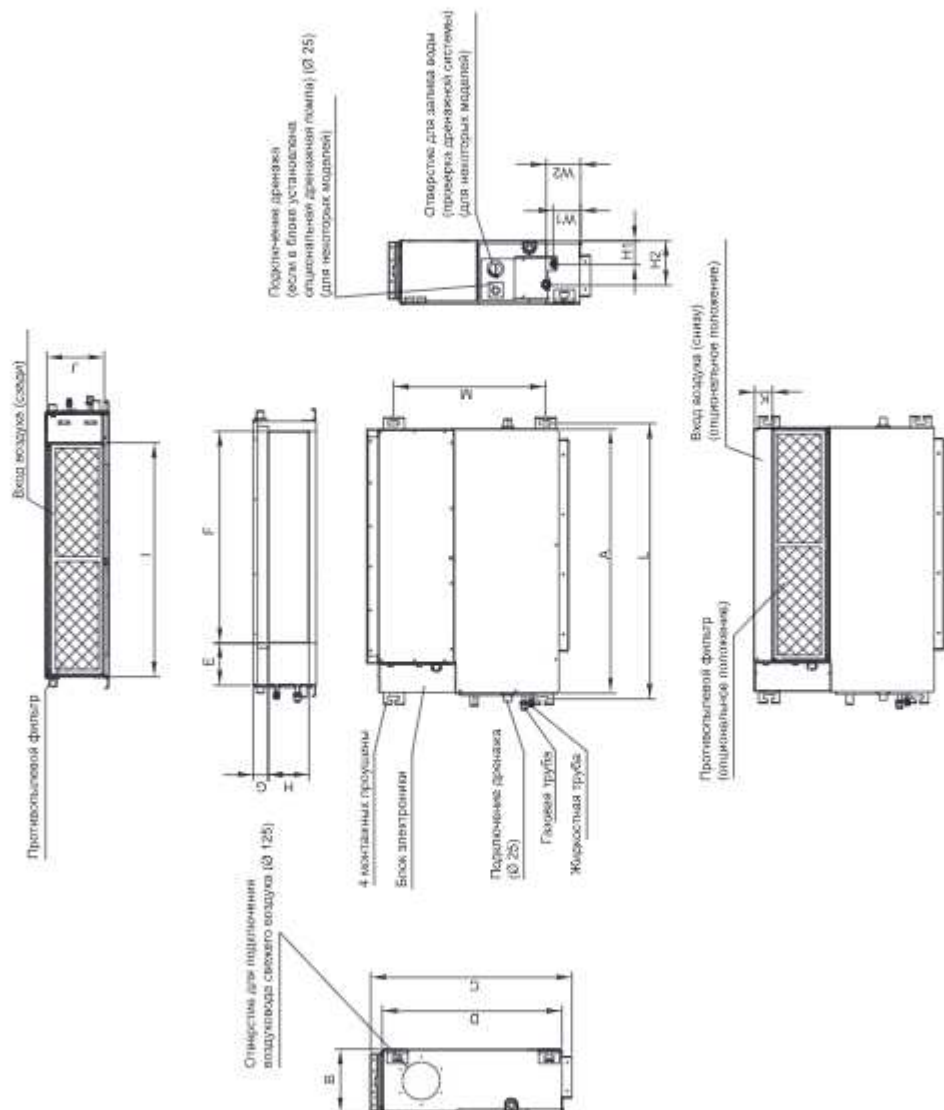 Подключение дренажа
(если в блоке установлена
опциональная дренажная помпа) (Ø 25)
(для некоторых моделей)
Отверстие для залива воды
(проверка дренажной системы)
(для некоторых моделей)
W2
W1
H1
H2
Вход воздуха (сзади)
J
I
Противопылевой фильтр
F
E
G
H
M
A
L
4 монтажных проушины
Блок электроники
Подключение дренажа
(Ø 25)
Газовая труба
Жидкостная труба
Вход воздуха (снизу)
(опциональное положение)
K
Противопылевой фильтр
(опциональное положение)
Отверстие для подключения
воздуховода свежего воздуха (Ø 125)
C
D
B